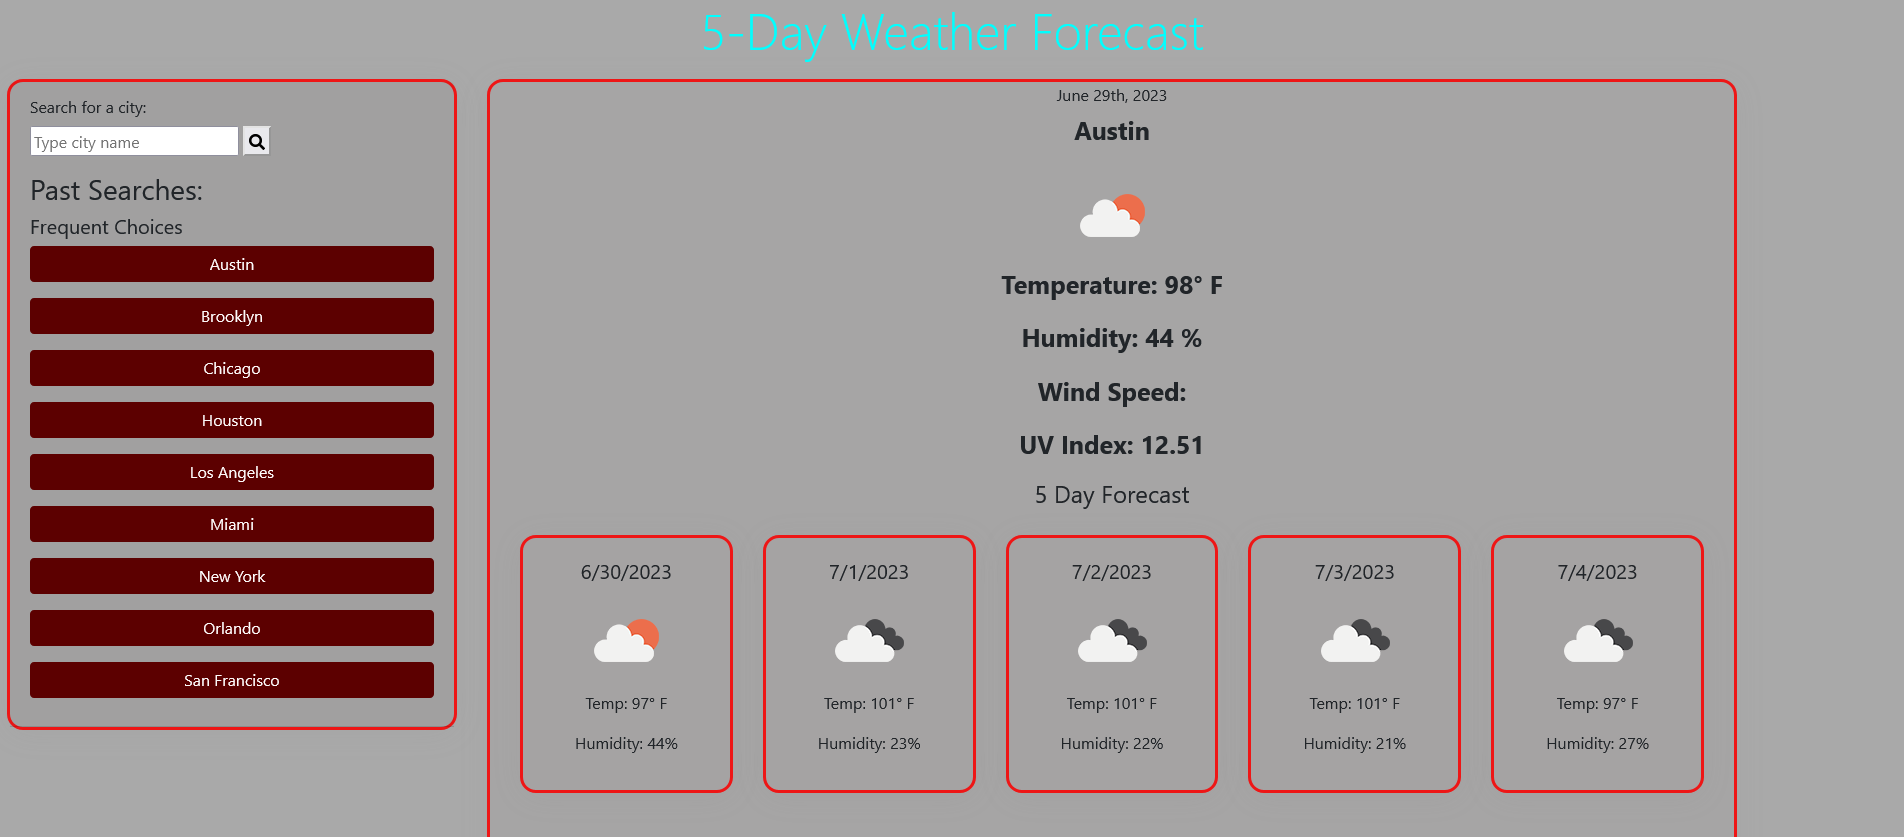 5-Day Weather Forecast
Search for a city:
Type city name
Past Searches:
Frequent Choices
Austin
Brooklyn
Chicago
Houston
Los Angeles
Miami
New York
Orlando
San Francisco
June 29th, 2023
Austin
Temperature: 98° F
Humidity: 44 %
Wind Speed:
UV Index: 12.51
5 Day Forecast
6/30/2023
Temp: 97° F
Humidity: 44%
7/1/2023
Temp: 101° F
Humidity: 23%
7/2/2023
Temp: 101° F
Humidity: 22%
7/3/2023
Temp: 101° F
Humidity: 21%
7/4/2023
Temp: 97° F
Humidity: 27%